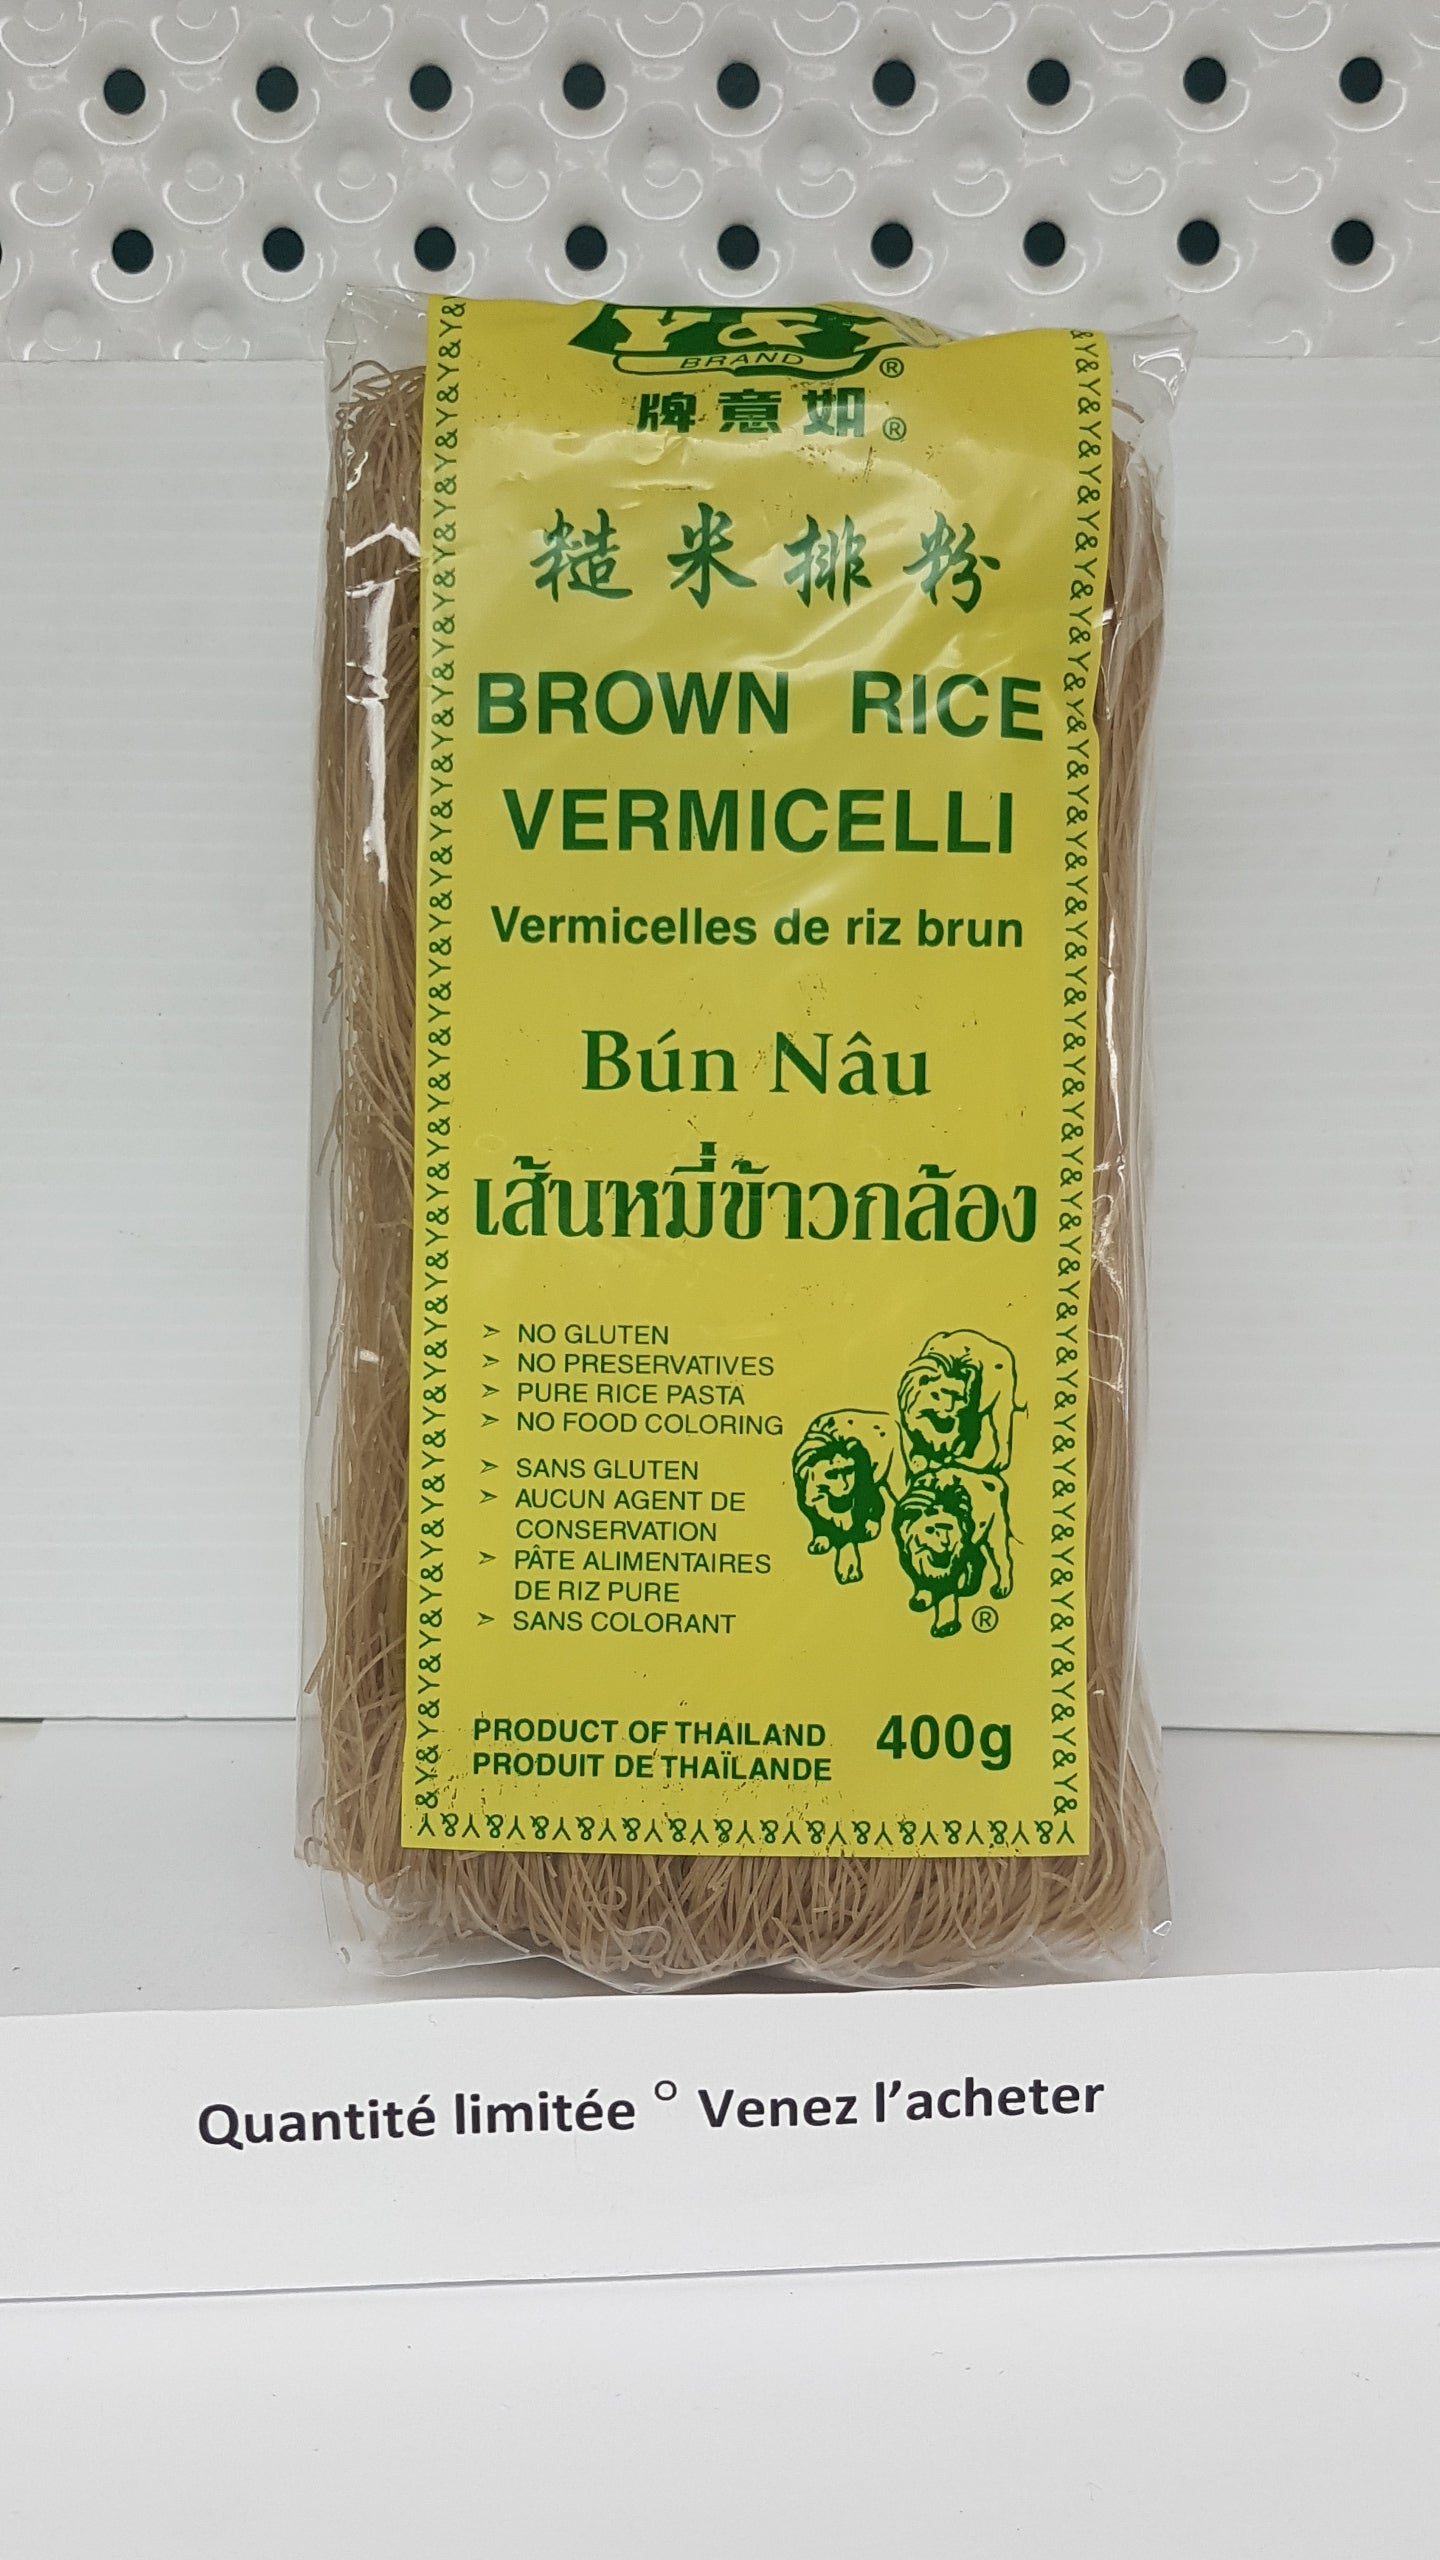 Y & Y
BRAND ®
牌意如 ®
糙米排粉
BROWN RICE
VERMICELLI
Vermicelles de riz brun
Bún Nâu
เส้นหมี่ข้าวกล้อง
➢ NO GLUTEN
➢ NO PRESERVATIVES
➢ PURE RICE PASTA
➢ NO FOOD COLORING
➢ SANS GLUTEN
➢ AUCUN AGENT DE
CONSERVATION
➢ PÂTE ALIMENTAIRES
DE RIZ PURE
➢ SANS COLORANT
®
PRODUCT OF THAILAND 400g
PRODUIT DE THAÏLANDE
Quantité limitée ° Venez l’acheter